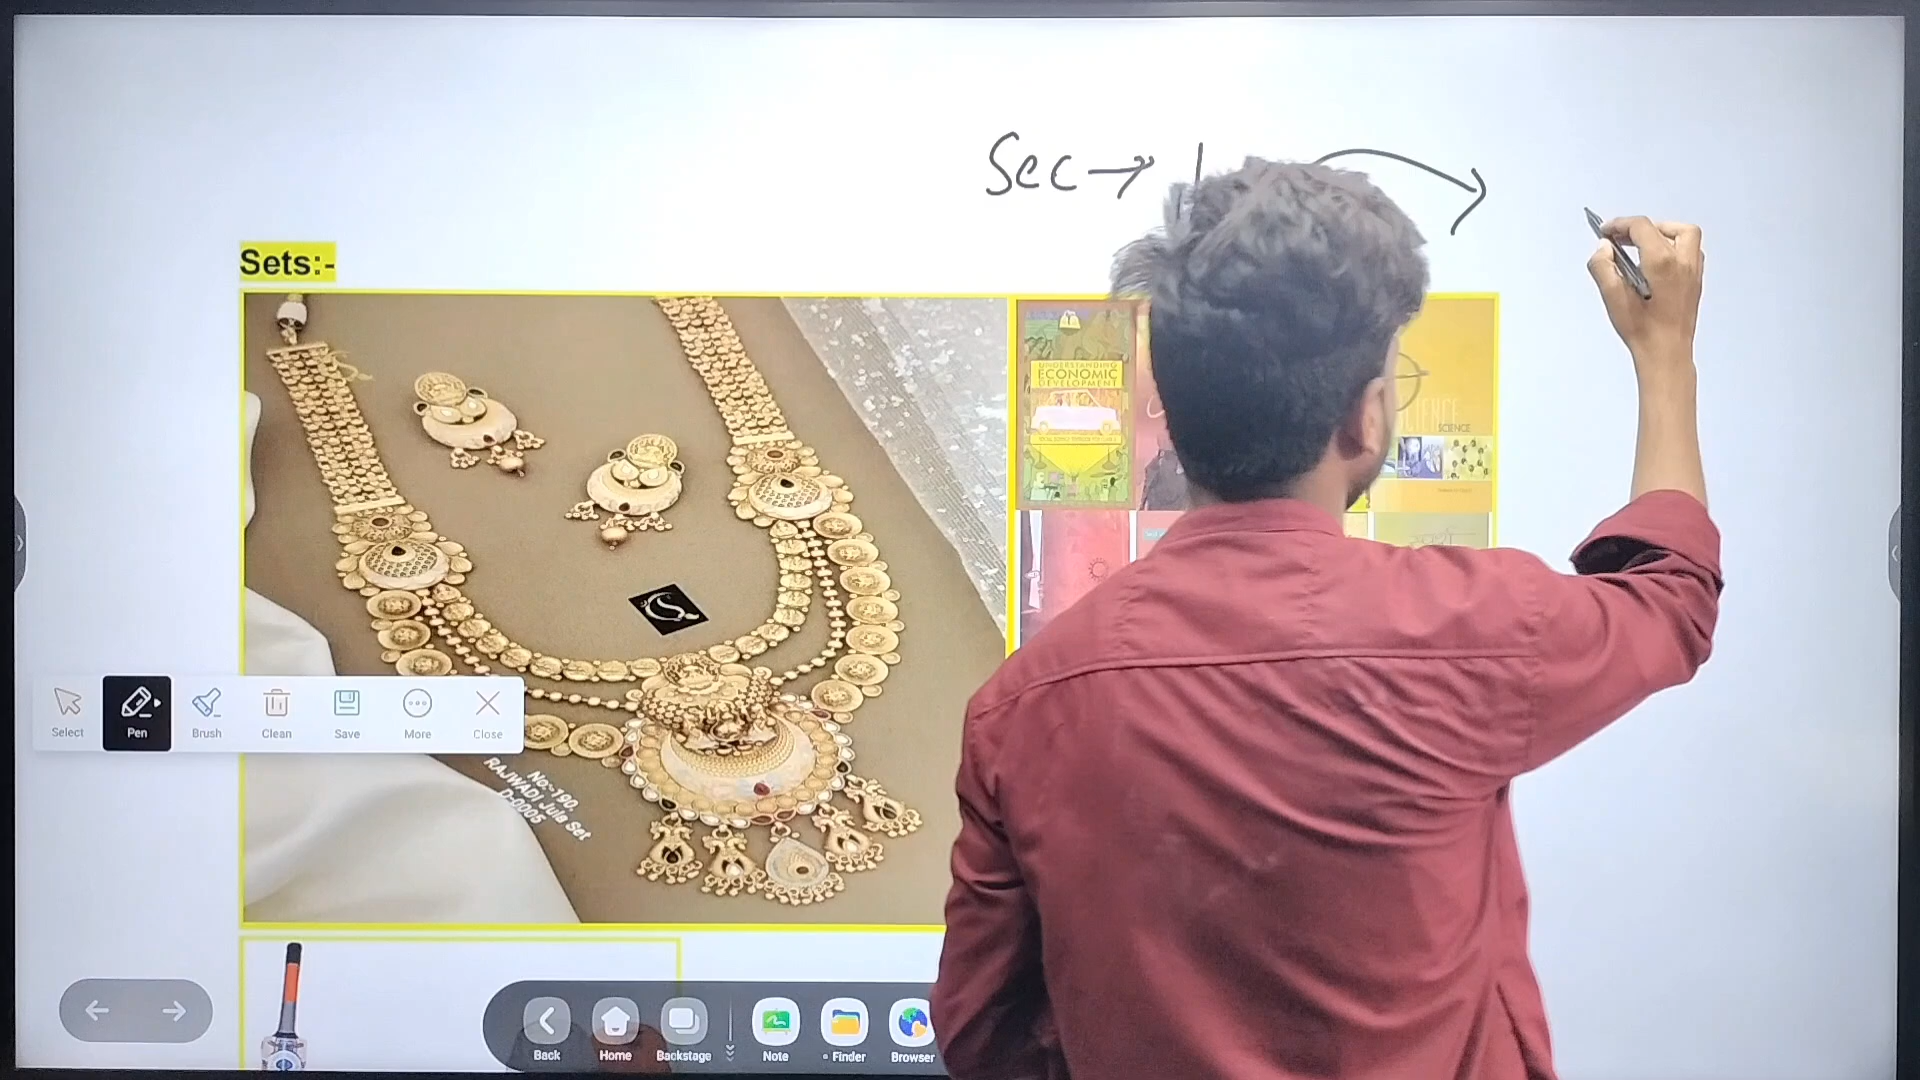 Sec → 1
Sets:-
UNDERSTANDING
ECONOMIC
DEVELOPMENT
SCIENCE
No:-190
RAJWADI Jula Set
D-0005
Select
Pen
Brush
Clean
Save
More
Close
Back
Home
Backstage
Note
Finder
Browser